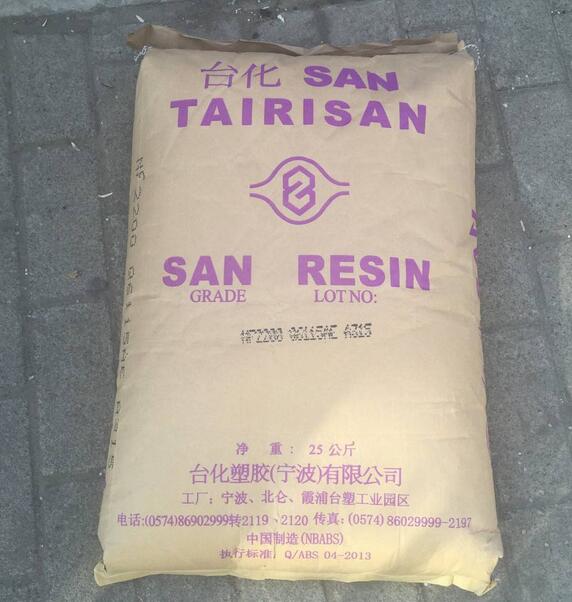 台化 SAN
TAIRISAN
SAN RESIN
GRADE LOT NO:
NF2200
净 重: 25公斤
台化塑胶(宁波)有限公司
工厂:宁波、北仑、霞浦台塑工业园区
电话:(0574)86902999转2119、2120 传真:(0574)86029999-2197
中国制造(NBABS)
执行标准: Q/ABS 04-2013